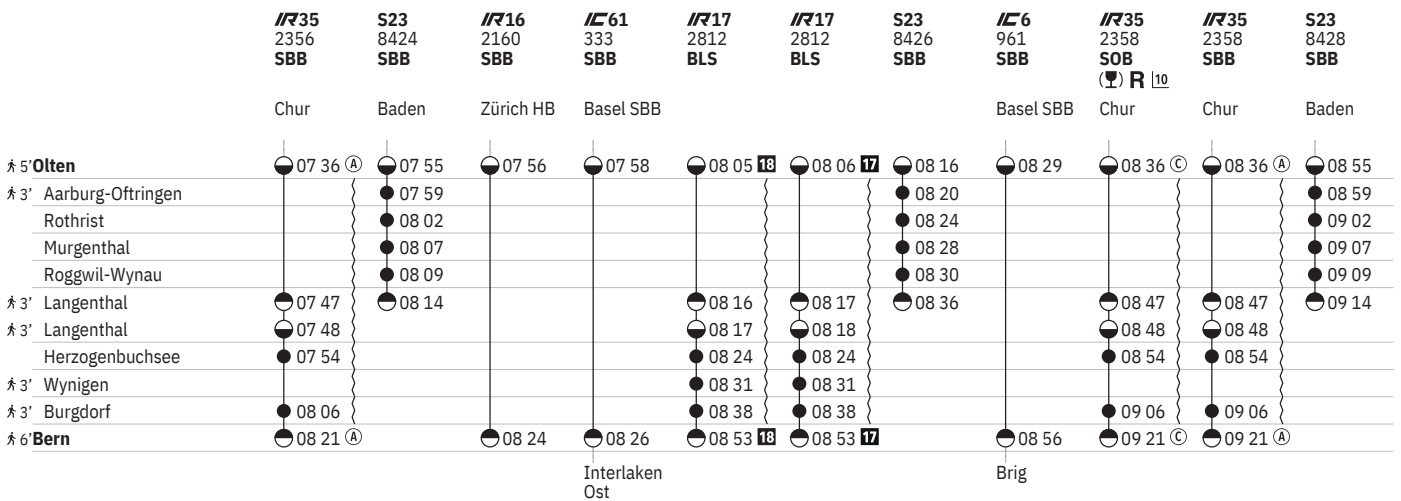 IR35 S23 IR16 IC61 IR17 IR17 S23 IC6 IR35 IR35 S23
2356 8424 2160 333 2812 2812 8426 961 2358 2358 8428
SBB SBB SBB SBB BLS BLS SBB SBB SOB SBB SBB
R 10
Chur Baden Zürich HB Basel SBB Basel SBB Chur Chur Baden
5' Olten 07 36 A 07 55 07 56 07 58 08 05 18 08 06 17 08 16 08 29 08 36 C 08 36 A 08 55
3' Aarburg-Oftringen 07 59 08 20 08 59
Rothrist 08 02 08 24 09 02
Murgenthal 08 07 08 28 09 07
Roggwil-Wynau 08 09 08 30 09 09
3' Langenthal 07 47 08 14 08 16 08 17 08 36 08 47 08 47 09 14
3' Langenthal 07 48 08 17 08 18 08 48 08 48
Herzogenbuchsee 07 54 08 24 08 24 08 54 08 54
3' Wynigen 08 31 08 31
3' Burgdorf 08 06 08 38 08 38 09 06 09 06
6' Bern 08 21 A 08 24 08 26 08 53 18 08 53 17 08 56 09 21 C 09 21 A
Interlaken Brig
Ost